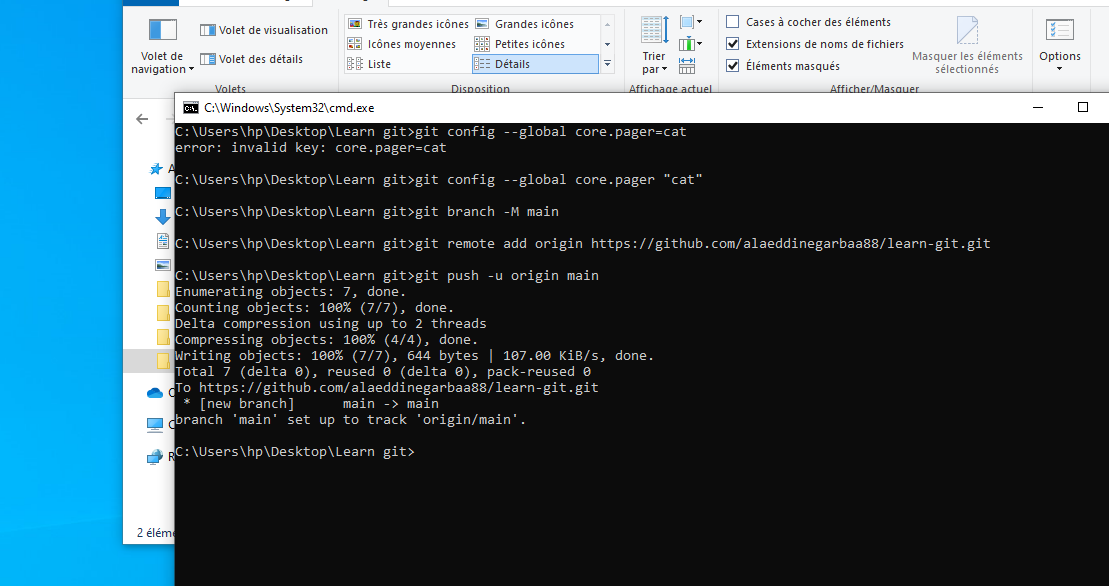 Volet de navigation
Volet de visualisation
Volet des détails
Volets
Très grandes icônes
Grandes icônes
Icônes moyennes
Petites icônes
Liste
Détails
Disposition
Trier par
Affichage actuel
Cases à cocher des éléments
Extensions de noms de fichiers
Éléments masqués
Masquer les éléments sélectionnés
Afficher/Masquer
Options
C:\Windows\System32\cmd.exe
C:\Users\hp\Desktop\Learn git>git config --global core.pager=cat
error: invalid key: core.pager=cat
C:\Users\hp\Desktop\Learn git>git config --global core.pager "cat"
C:\Users\hp\Desktop\Learn git>git branch -M main
C:\Users\hp\Desktop\Learn git>git remote add origin https://github.com/alaeddinegarbaa88/learn-git.git
C:\Users\hp\Desktop\Learn git>git push -u origin main
Enumerating objects: 7, done.
Counting objects: 100% (7/7), done.
Delta compression using up to 2 threads
Compressing objects: 100% (4/4), done.
Writing objects: 100% (7/7), 644 bytes | 107.00 KiB/s, done.
Total 7 (delta 0), reused 0 (delta 0), pack-reused 0
To https://github.com/alaeddinegarbaa88/learn-git.git
 * [new branch]      main -> main
branch 'main' set up to track 'origin/main'.
C:\Users\hp\Desktop\Learn git>
2 éléme